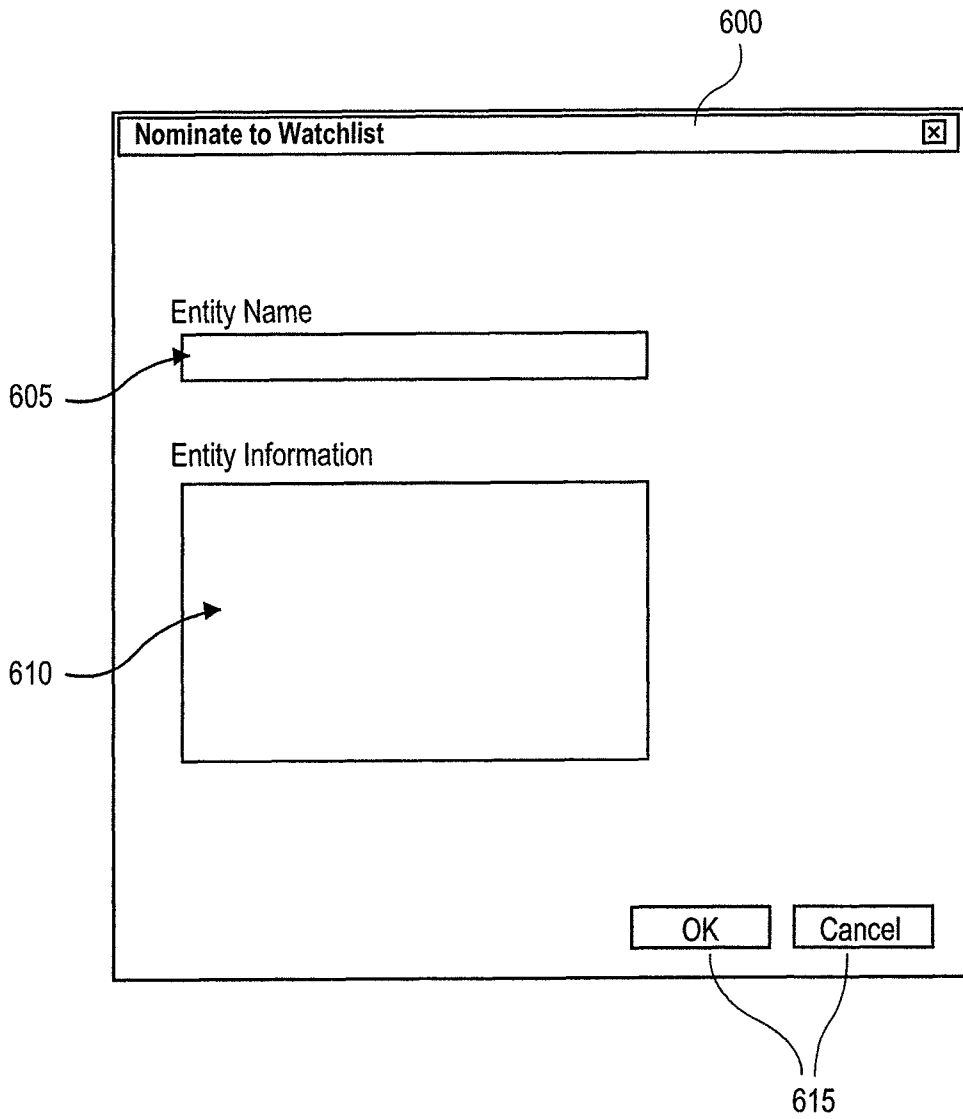 600
Nominate to Watchlist
Entity Name
605
Entity Information
610
OK Cancel
615